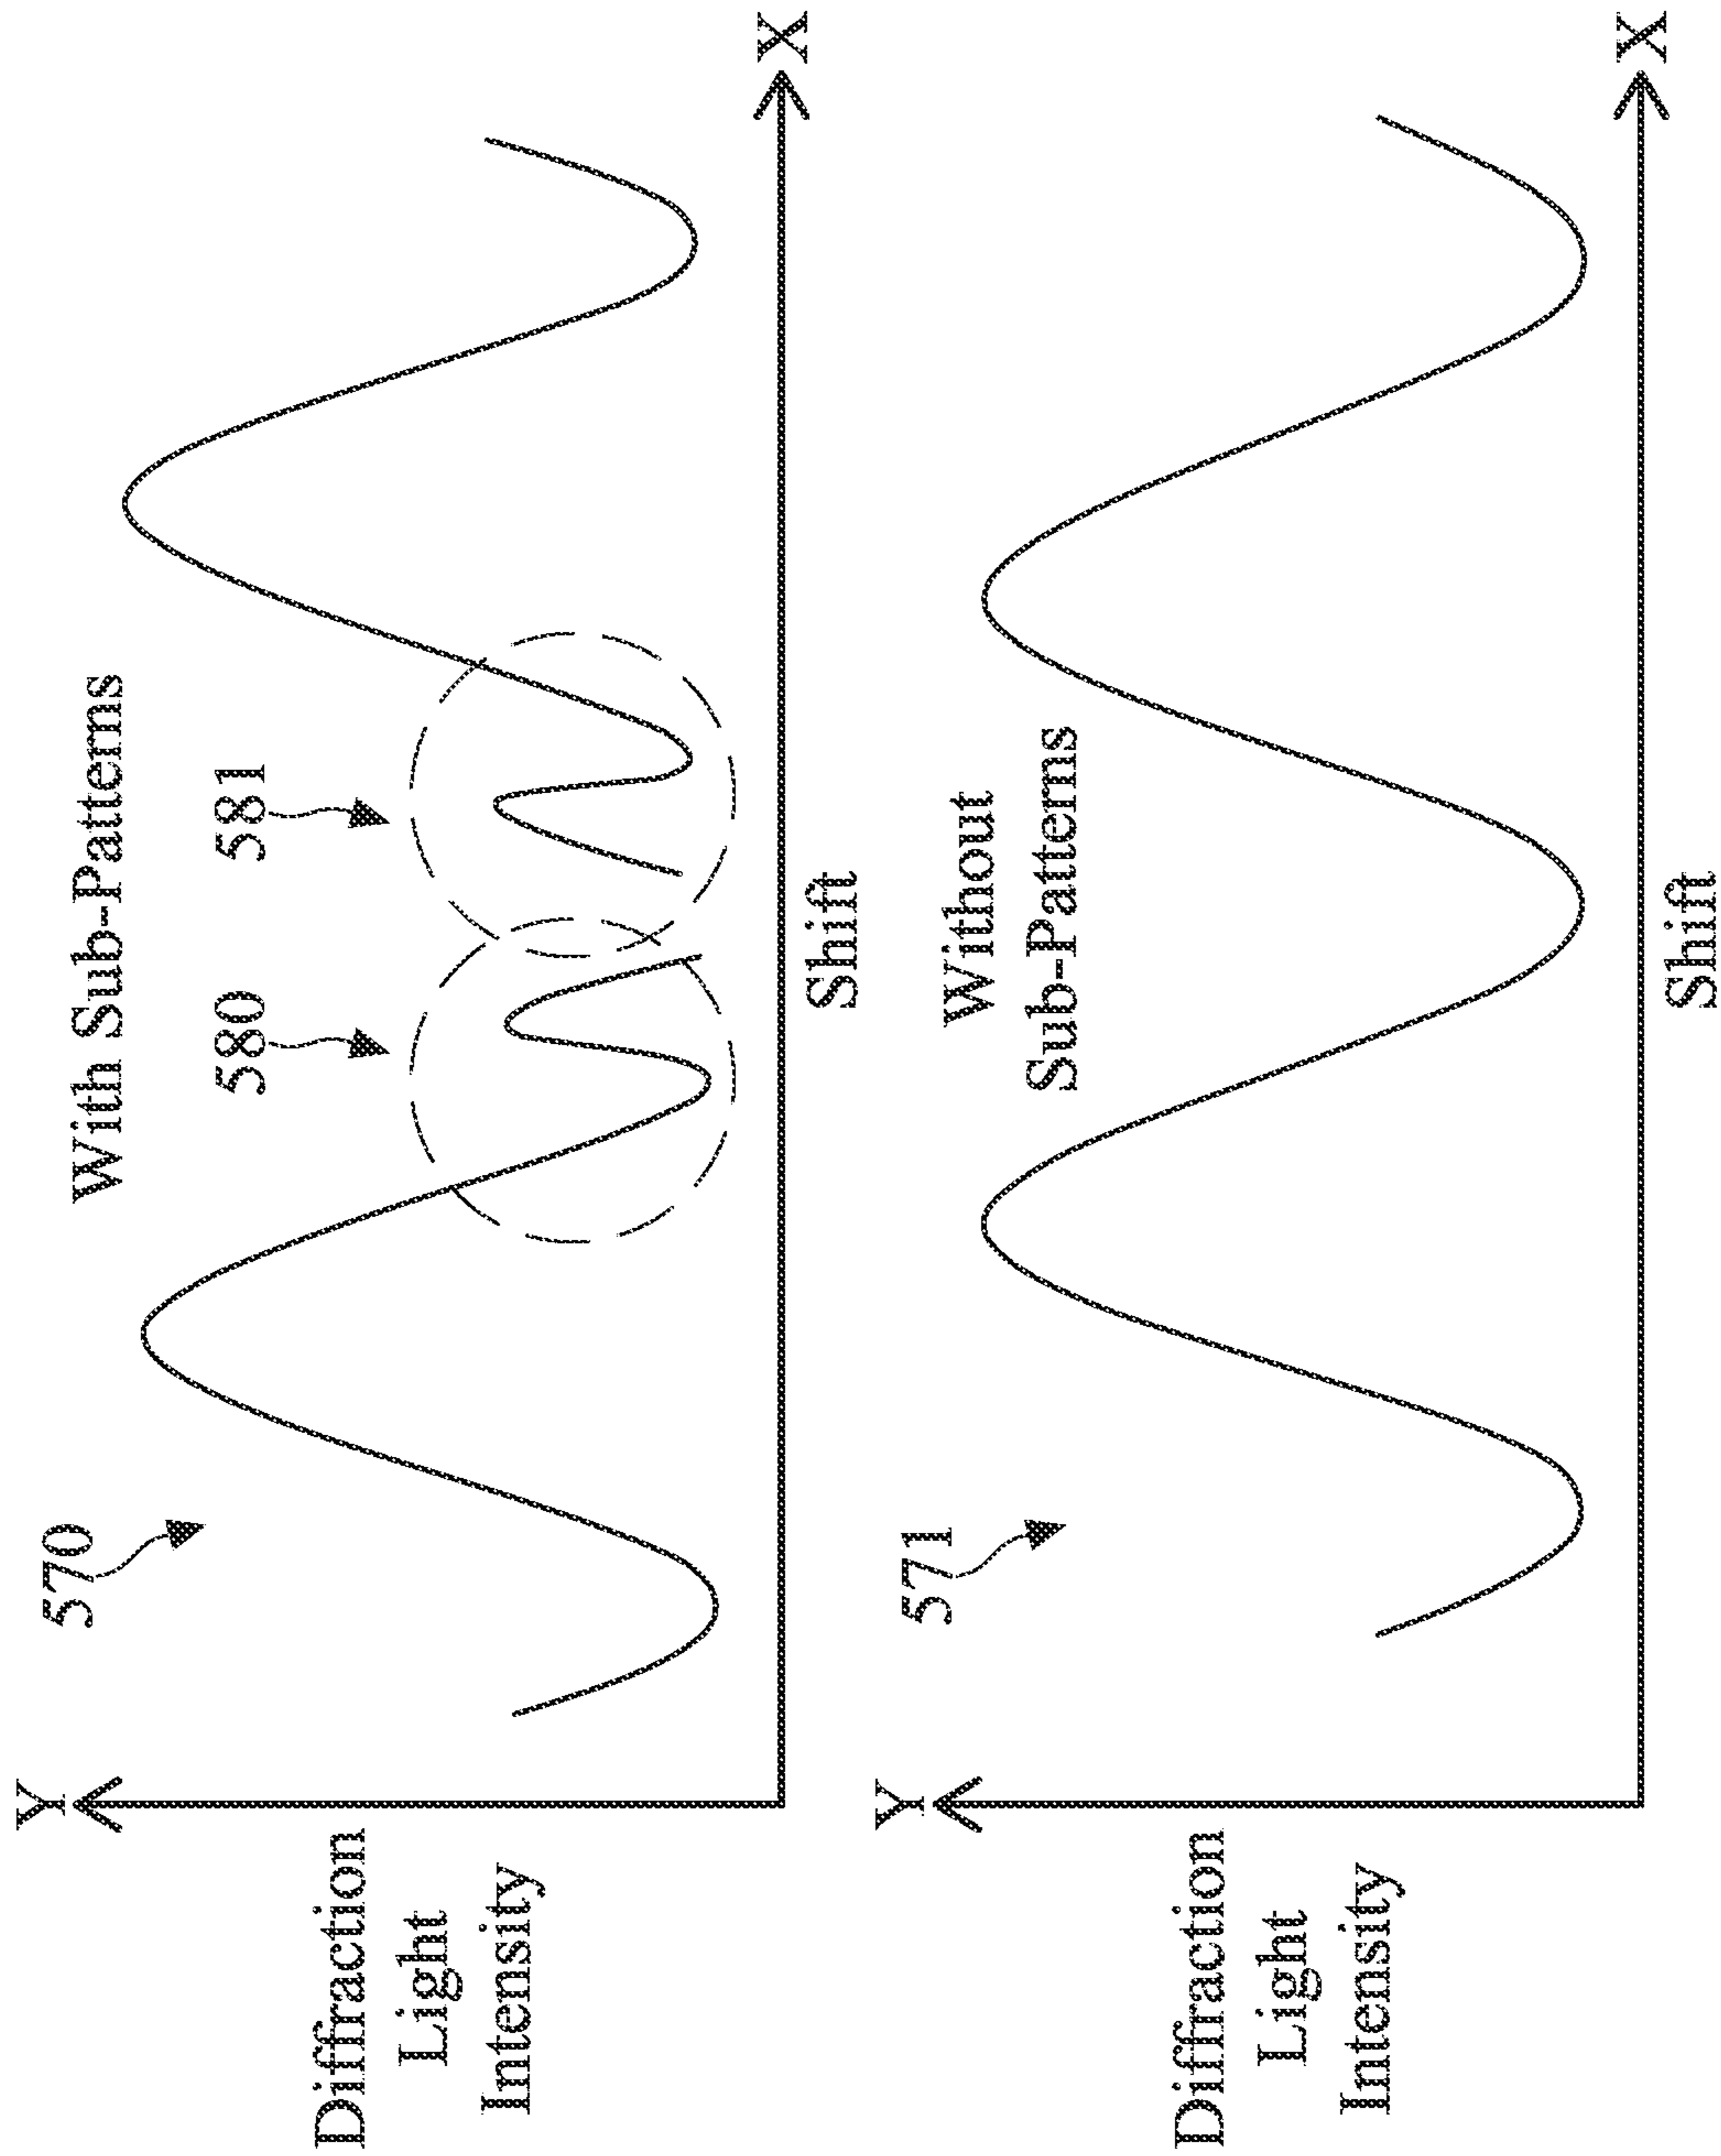 Y
570
With Sub-Patterns
580
581
Diffraction
Light
Intensity
Shift
X
Y
571
Without
Sub-Patterns
Diffraction
Light
Intensity
Shift
X